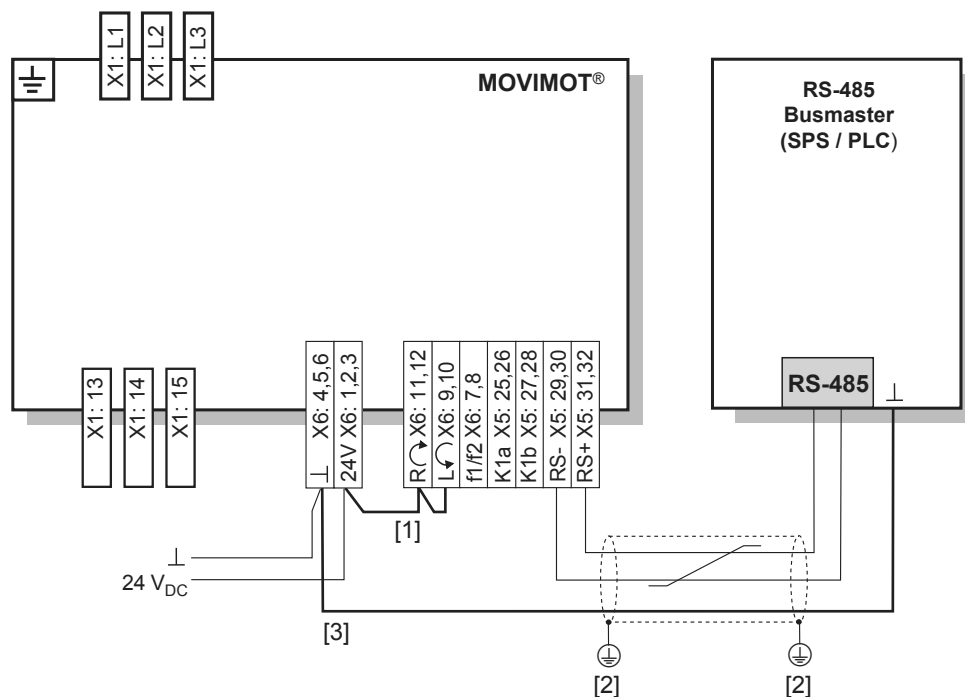 X1: L1
X1: L2
X1: L3
MOVIMOT®
RS-485
Busmaster
(SPS / PLC)
X1: 13
X1: 14
X1: 15
⊥ X6: 4,5,6
24V X6: 1,2,3
R X6: 11,12
L X6: 9,10
f1/f2 X6: 7,8
K1a X5: 25,26
K1b X5: 27,28
RS- X5: 29,30
RS+ X5: 31,32
RS-485
⊥
[1]
⊥
24 VDC
[3]
[2]
[2]